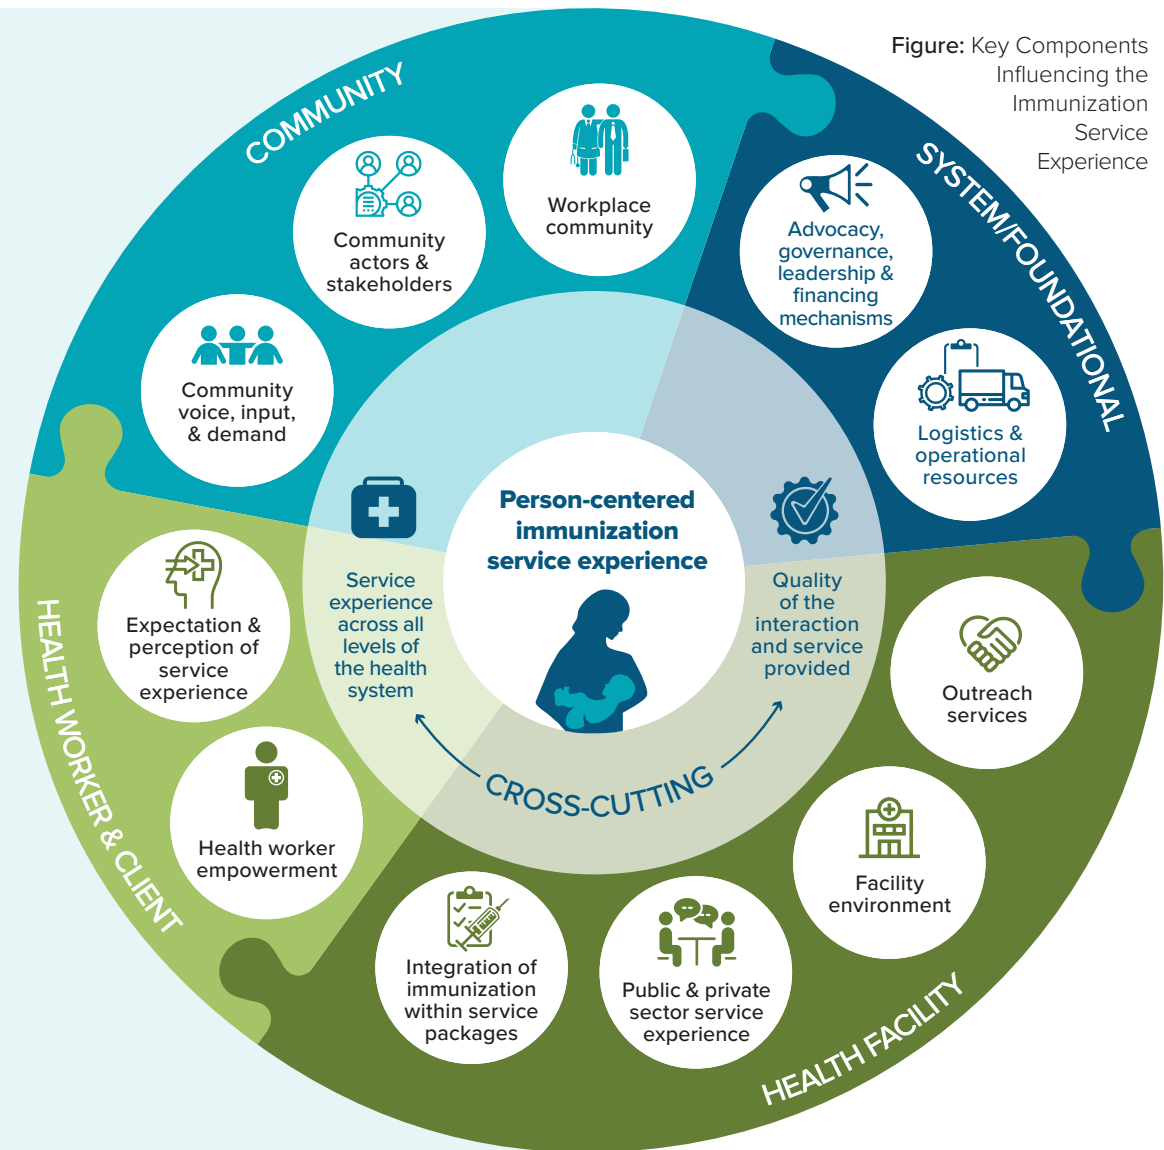 Figure: Key Components
Influencing the
Immunization
Service
Experience
COMMUNITY
Workplace
community
Community
actors &
stakeholders
Community
voice, input,
& demand
SYSTEM/FOUNDATIONAL
Advocacy,
governance,
leadership &
financing
mechanisms
Logistics &
operational
resources
Person-centered
immunization
service experience
Service
experience
across all
levels of
the health
system
Quality
of the
interaction
and service
provided
CROSS-CUTTING
HEALTH WORKER & CLIENT
Expectation &
perception of
service
experience
Health worker
empowerment
HEALTH FACILITY
Outreach
services
Facility
environment
Public & private
sector service
experience
Integration of
immunization
within service
packages